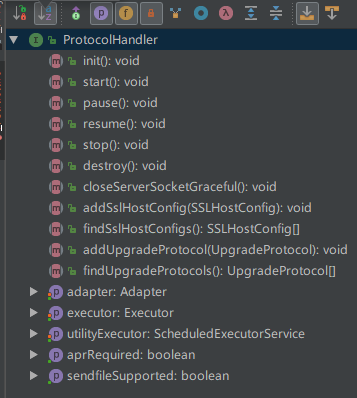 ProtocolHandler
init(): void
start(): void
pause(): void
resume(): void
stop(): void
destroy(): void
closeServerSocketGraceful(): void
addSslHostConfig(SSLHostConfig): void
findSslHostConfigs(): SSLHostConfig[]
addUpgradeProtocol(UpgradeProtocol): void
findUpgradeProtocols(): UpgradeProtocol[]
adapter: Adapter
executor: Executor
utilityExecutor: ScheduledExecutorService
aprRequired: boolean
sendfileSupported: boolean